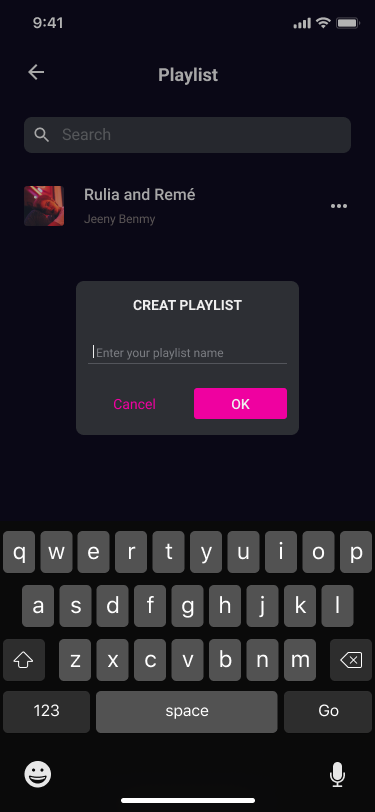 9:41
Playlist
Search
Rulia and Remé
Jeeny Benmy
CREAT PLAYLIST
Enter your playlist name
Cancel OK
q w e r t y u i o p
a s d f g h j k l
z x c v b n m
123 space Go